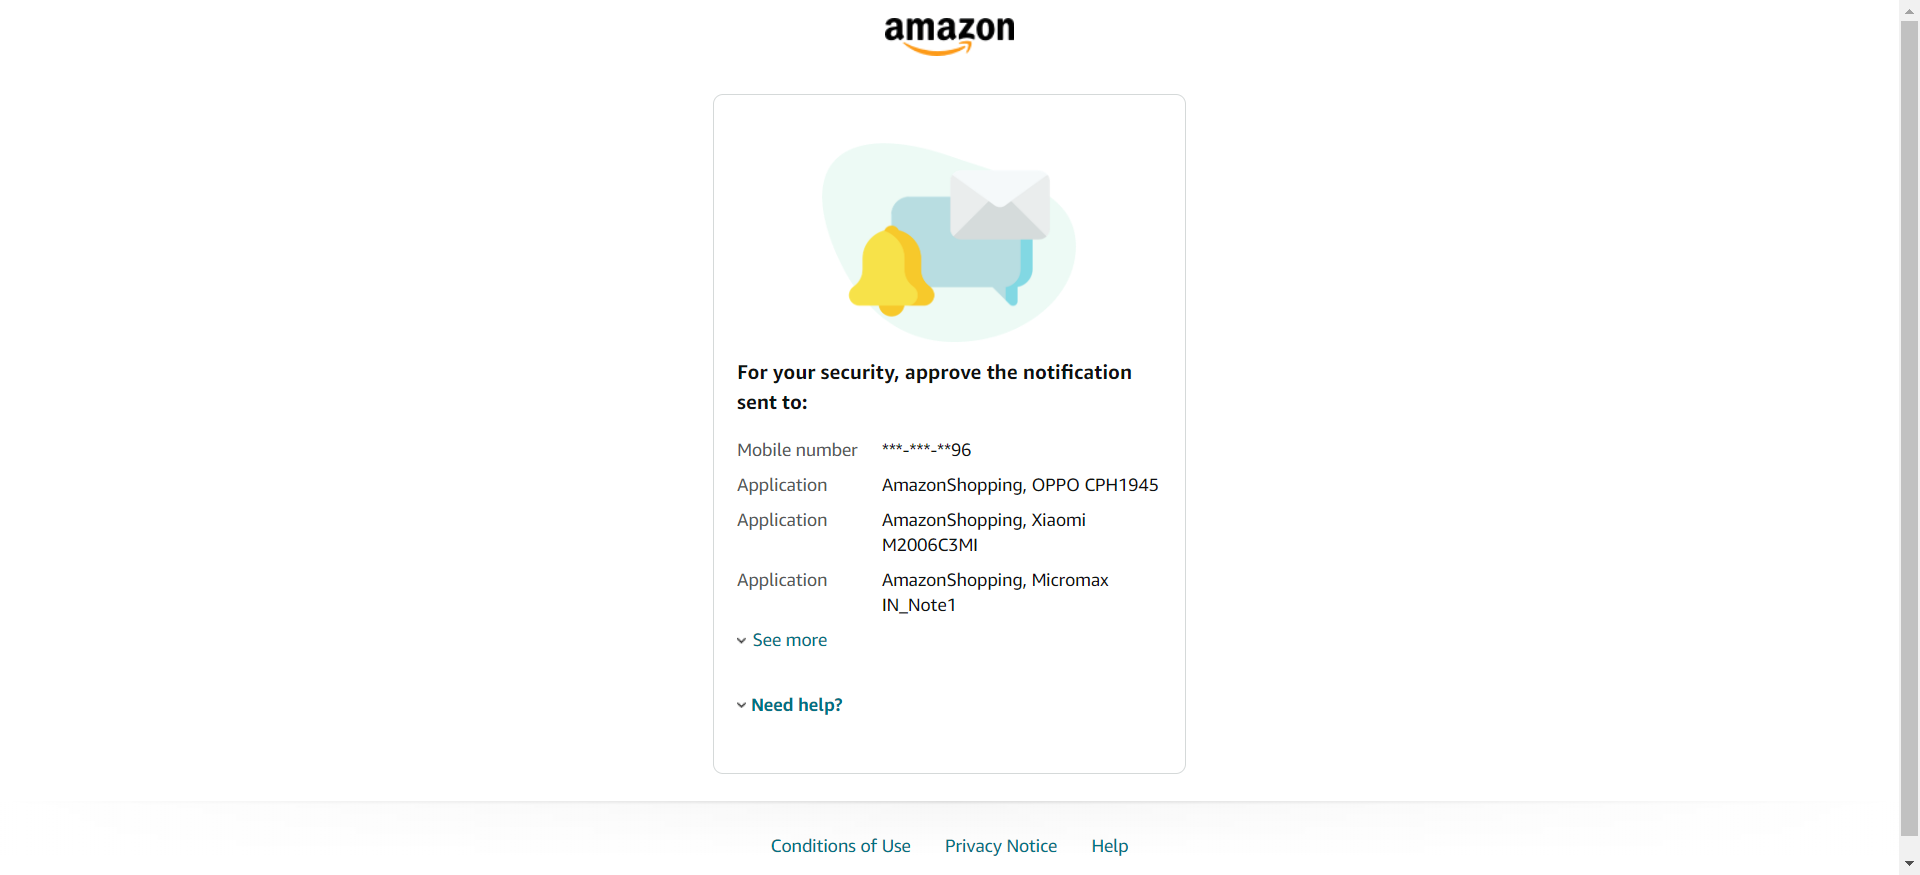 amazon
For your security, approve the notification
sent to:
Mobile number ***-***-**96
Application AmazonShopping, OPPO CPH1945
Application AmazonShopping, Xiaomi
M2006C3MI
Application AmazonShopping, Micromax
IN_Note1
See more
Need help?
Conditions of Use Privacy Notice Help